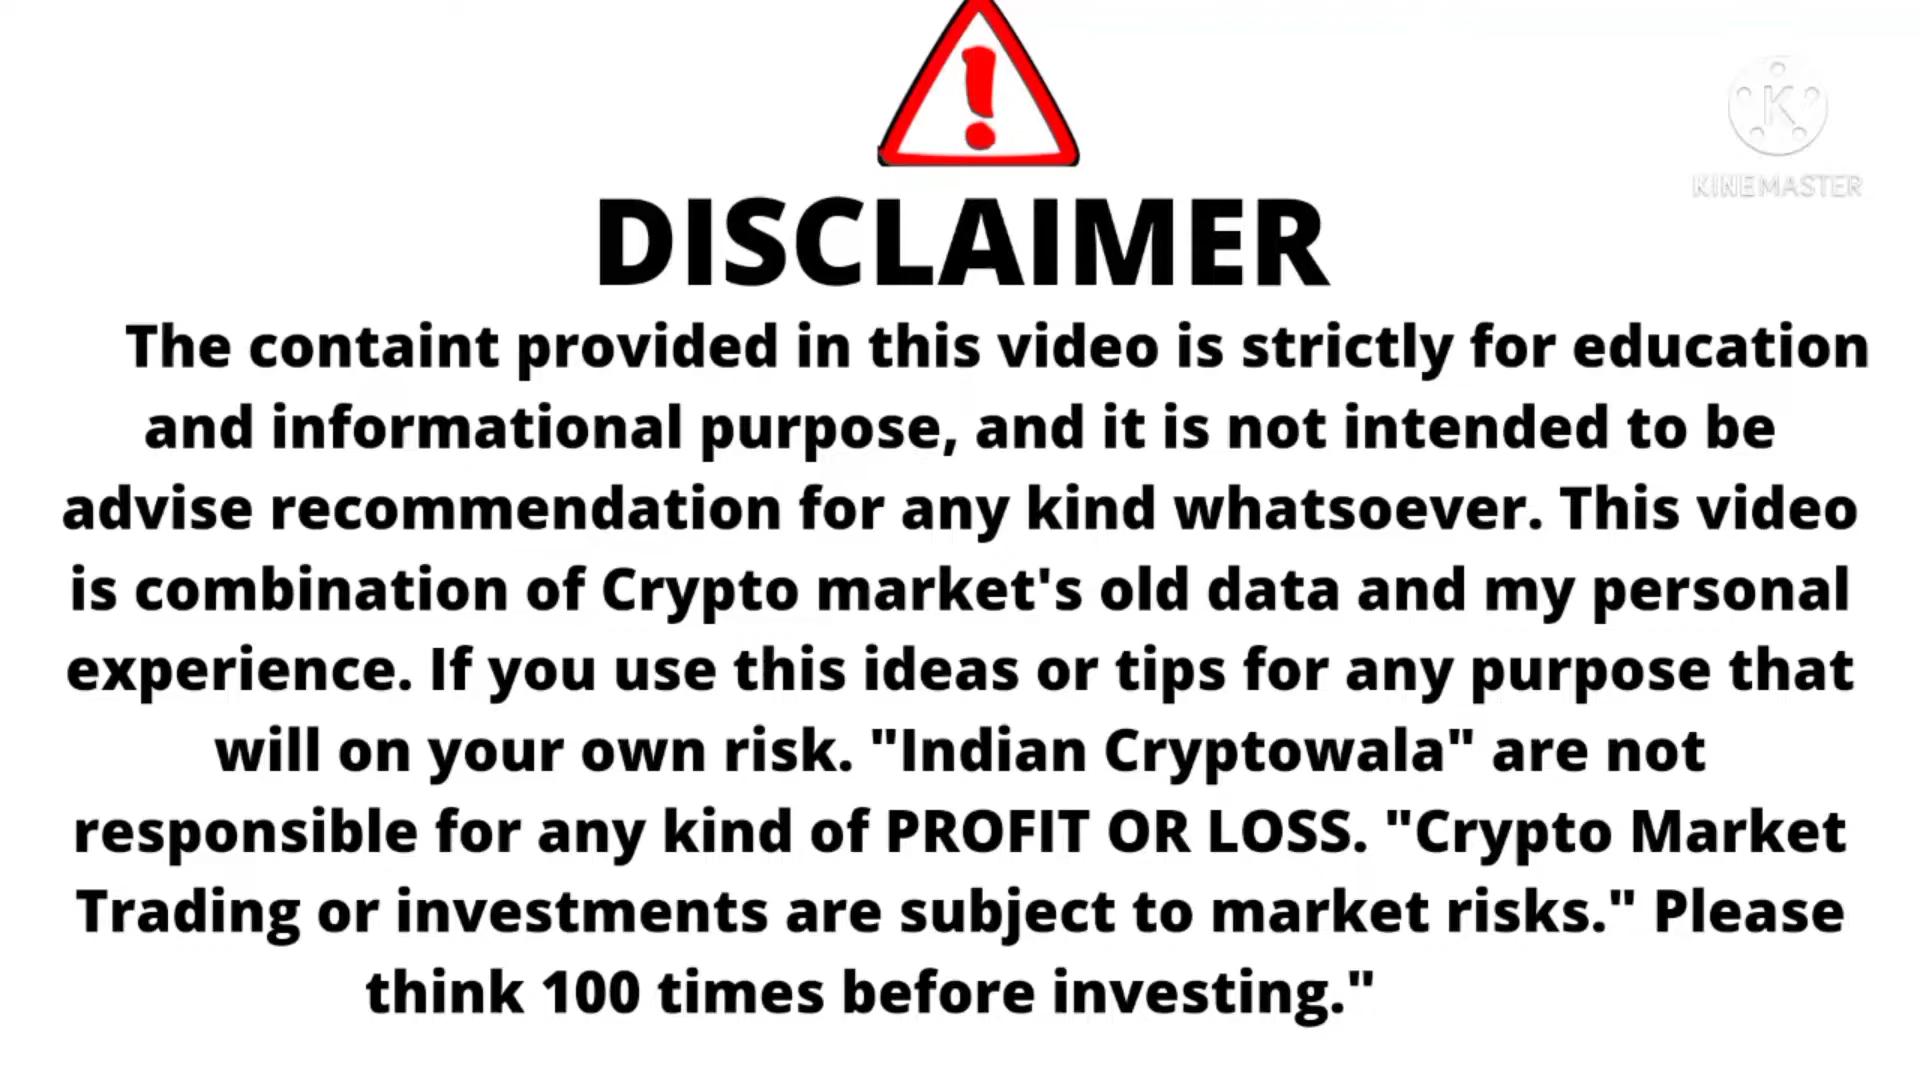 !
K
KINEMASTER
DISCLAIMER
The containt provided in this video is strictly for education
and informational purpose, and it is not intended to be
advise recommendation for any kind whatsoever. This video
is combination of Crypto market's old data and my personal
experience. If you use this ideas or tips for any purpose that
will on your own risk. "Indian Cryptowala" are not
responsible for any kind of PROFIT OR LOSS. "Crypto Market
Trading or investments are subject to market risks." Please
think 100 times before investing."